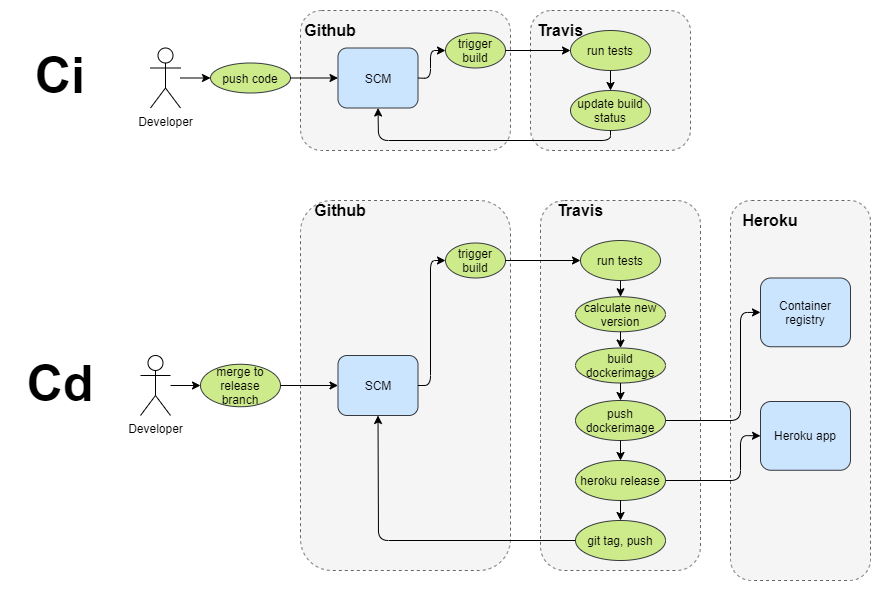 Ci
Developer
push code
Github
SCM
trigger
build
Travis
run tests
update build
status
Cd
Developer
merge to
release
branch
Github
SCM
trigger
build
Travis
run tests
calculate new
version
build
dockerimage
push
dockerimage
heroku release
git tag, push
Heroku
Container
registry
Heroku app